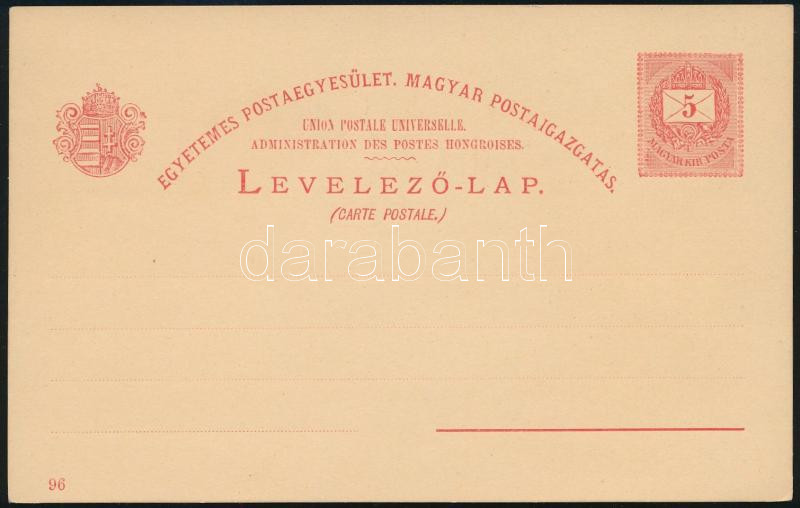 EGYETEMES POSTAEGYESÜLET. MAGYAR POSTAIGAZGATÁS.
5
MAGYAR KIR. POSTA
UNION POSTALE UNIVERSELLE.
ADMINISTRATION DES POSTES HONGROISES.
LEVELEZŐ-LAP.
(CARTE POSTALE.)
darabanth
96